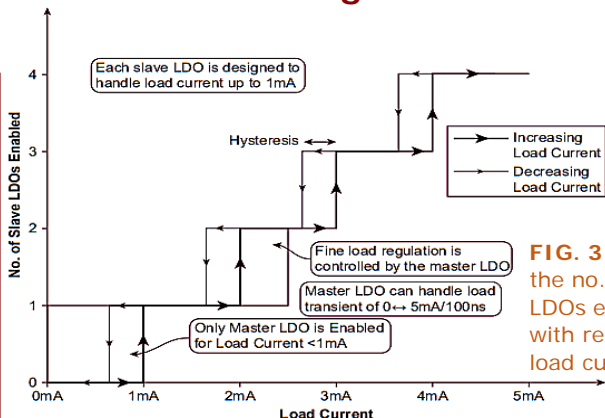 Each slave LDO is designed to
handle load current up to 1mA
Hysteresis
Increasing
Load Current
Decreasing
Load Current
Fine load regulation is
controlled by the master LDO
Master LDO can handle load
transient of 0↔5mA/100ns
Only Master LDO is Enabled
for Load Current <1mA
No. of Slave LDOs Enabled
4
3
2
1
0
0mA 1mA 2mA 3mA 4mA 5mA
Load Current
FIG. 3
the no.
LDOs e
with re
load cu